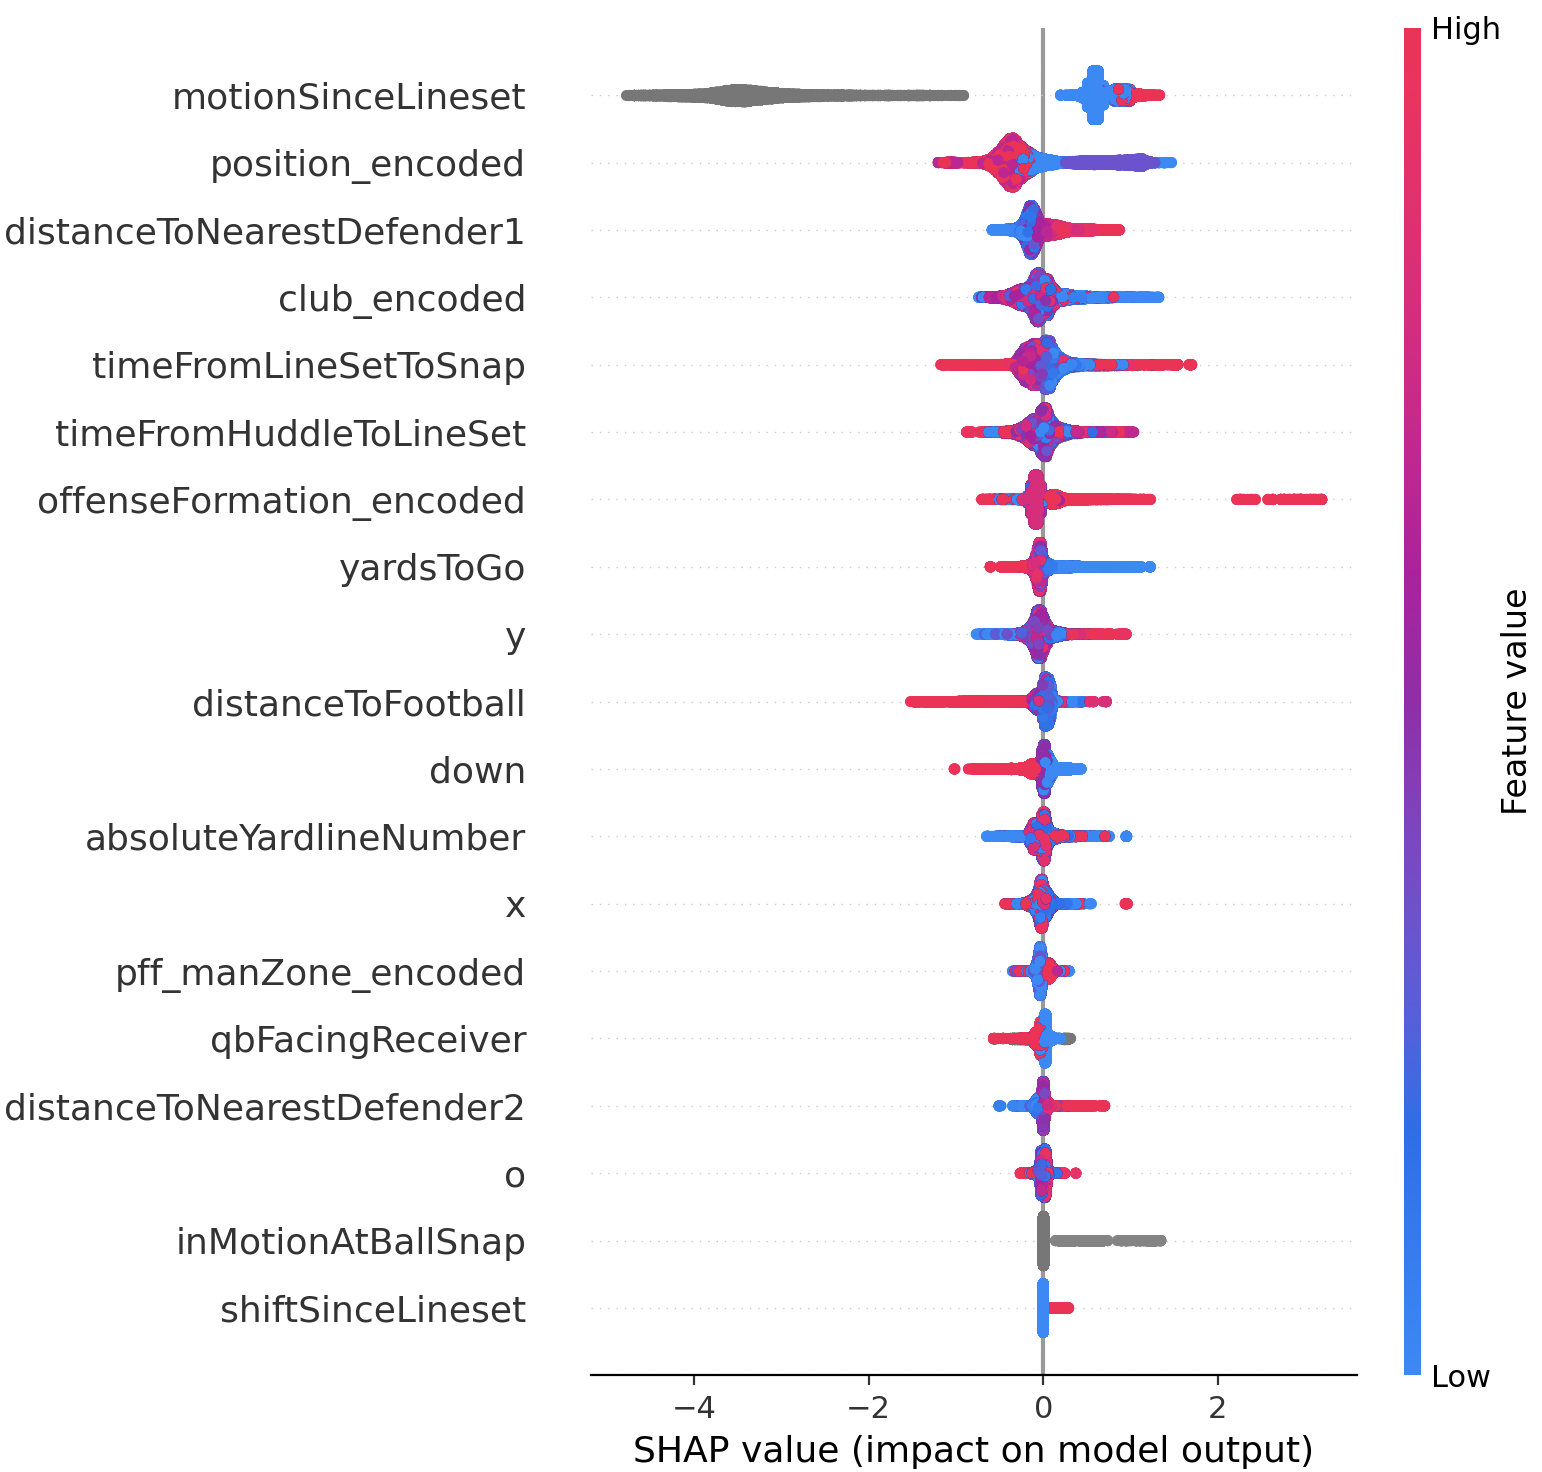 High
motionSinceLineset
position_encoded
distanceToNearestDefender1
club_encoded
timeFromLineSetToSnap
timeFromHuddleToLineSet
offenseFormation_encoded
yardsToGo
y
distanceToFootball
down
absoluteYardlineNumber
x
pff_manZone_encoded
qbFacingReceiver
distanceToNearestDefender2
o
inMotionAtBallSnap
shiftSinceLineset
Feature value
Low
−4 −2 0 2
SHAP value (impact on model output)